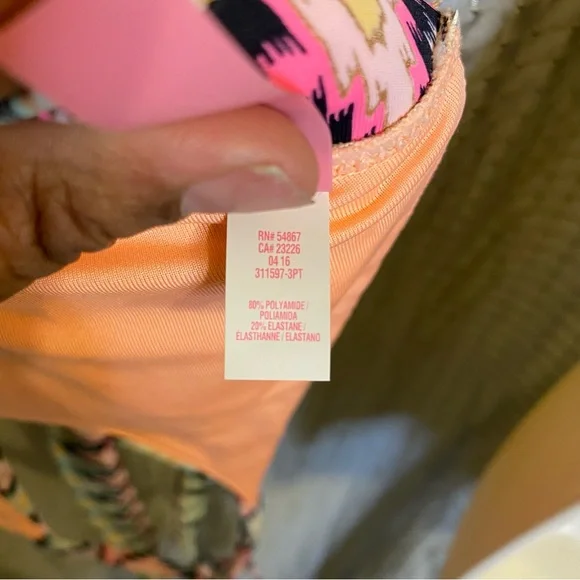 RN# 54867
CA# 23226
04 16
311597-3PT
80% POLYAMIDE/
POLIAMIDA
20% ELASTANE/
ELASTHANNE/ELASTANO